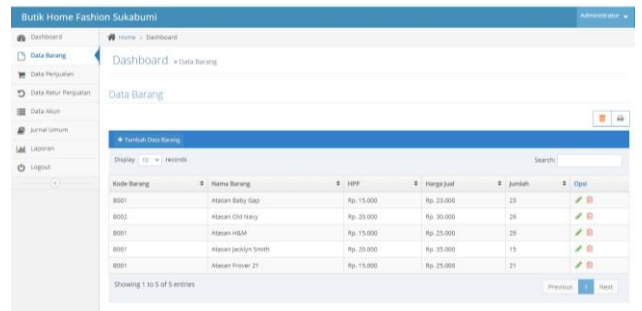 Butik Home Fashion Sukabumi
Administrator
Dashboard
Data Barang
Data Penjualan
Data Retur Penjualan
Data Akun
Jurnal Umum
Laporan
Logout
Home > Dashboard
Dashboard » Data Barang
Data Barang
+ Tambah Data Barang
Display 10 records
Search:
Kode Barang Nama Barang HPP Harga Jual Jumlah Opsi
B001 Atasan Baby Gap Rp. 15.000 Rp. 23.000 23
B002 Atasan Old Navy Rp. 20.000 Rp. 30.000 28
B001 Atasan H&M Rp. 15.000 Rp. 25.000 29
B001 Atasan Jacklyn Smith Rp. 20.000 Rp. 35.000 15
B001 Atasan Frover 21 Rp. 15.000 Rp. 25.000 21
Showing 1 to 5 of 5 entries
Previous 1 Next